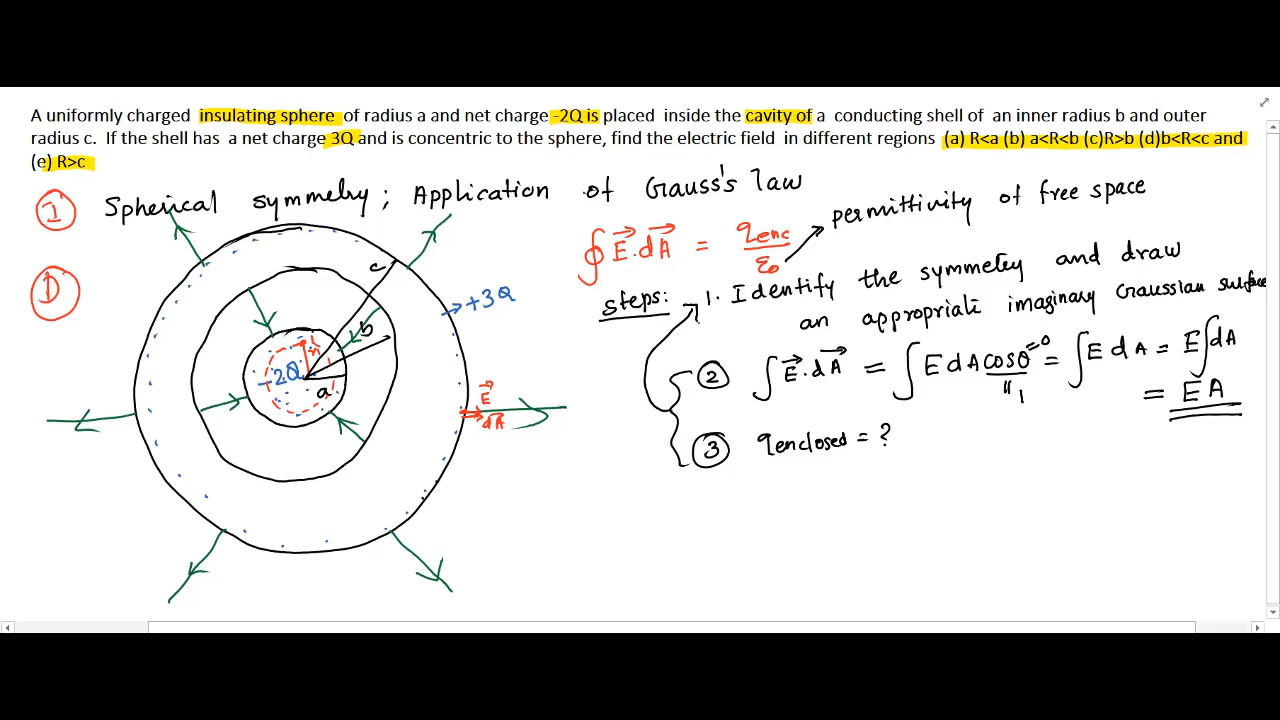 A uniformly charged insulating sphere of radius a and net charge -2Q is placed inside the cavity of a conducting shell of an inner radius b and outer
radius c. If the shell has a net charge 3Q and is concentric to the sphere, find the electric field in different regions (a) R<a (b) a<R<b (c)R>b (d)b<R<c and
(e) R>c
I Spherical symmetry ; Application of Gauss's law
∮ E⃗ . dA⃗ = qenc/ε₀
permittivity of free space
D
steps: 1. Identify the symmetry and draw
an appropriate imaginary Gaussian surface
② ∫ E⃗ . dA⃗ = ∫ E dA cosθ = ∫ E dA = E∫dA
=0
" 1
= EA
③ qenclosed = ?
c
+3Q
b
r
-2Q
a
E⃗
dA⃗